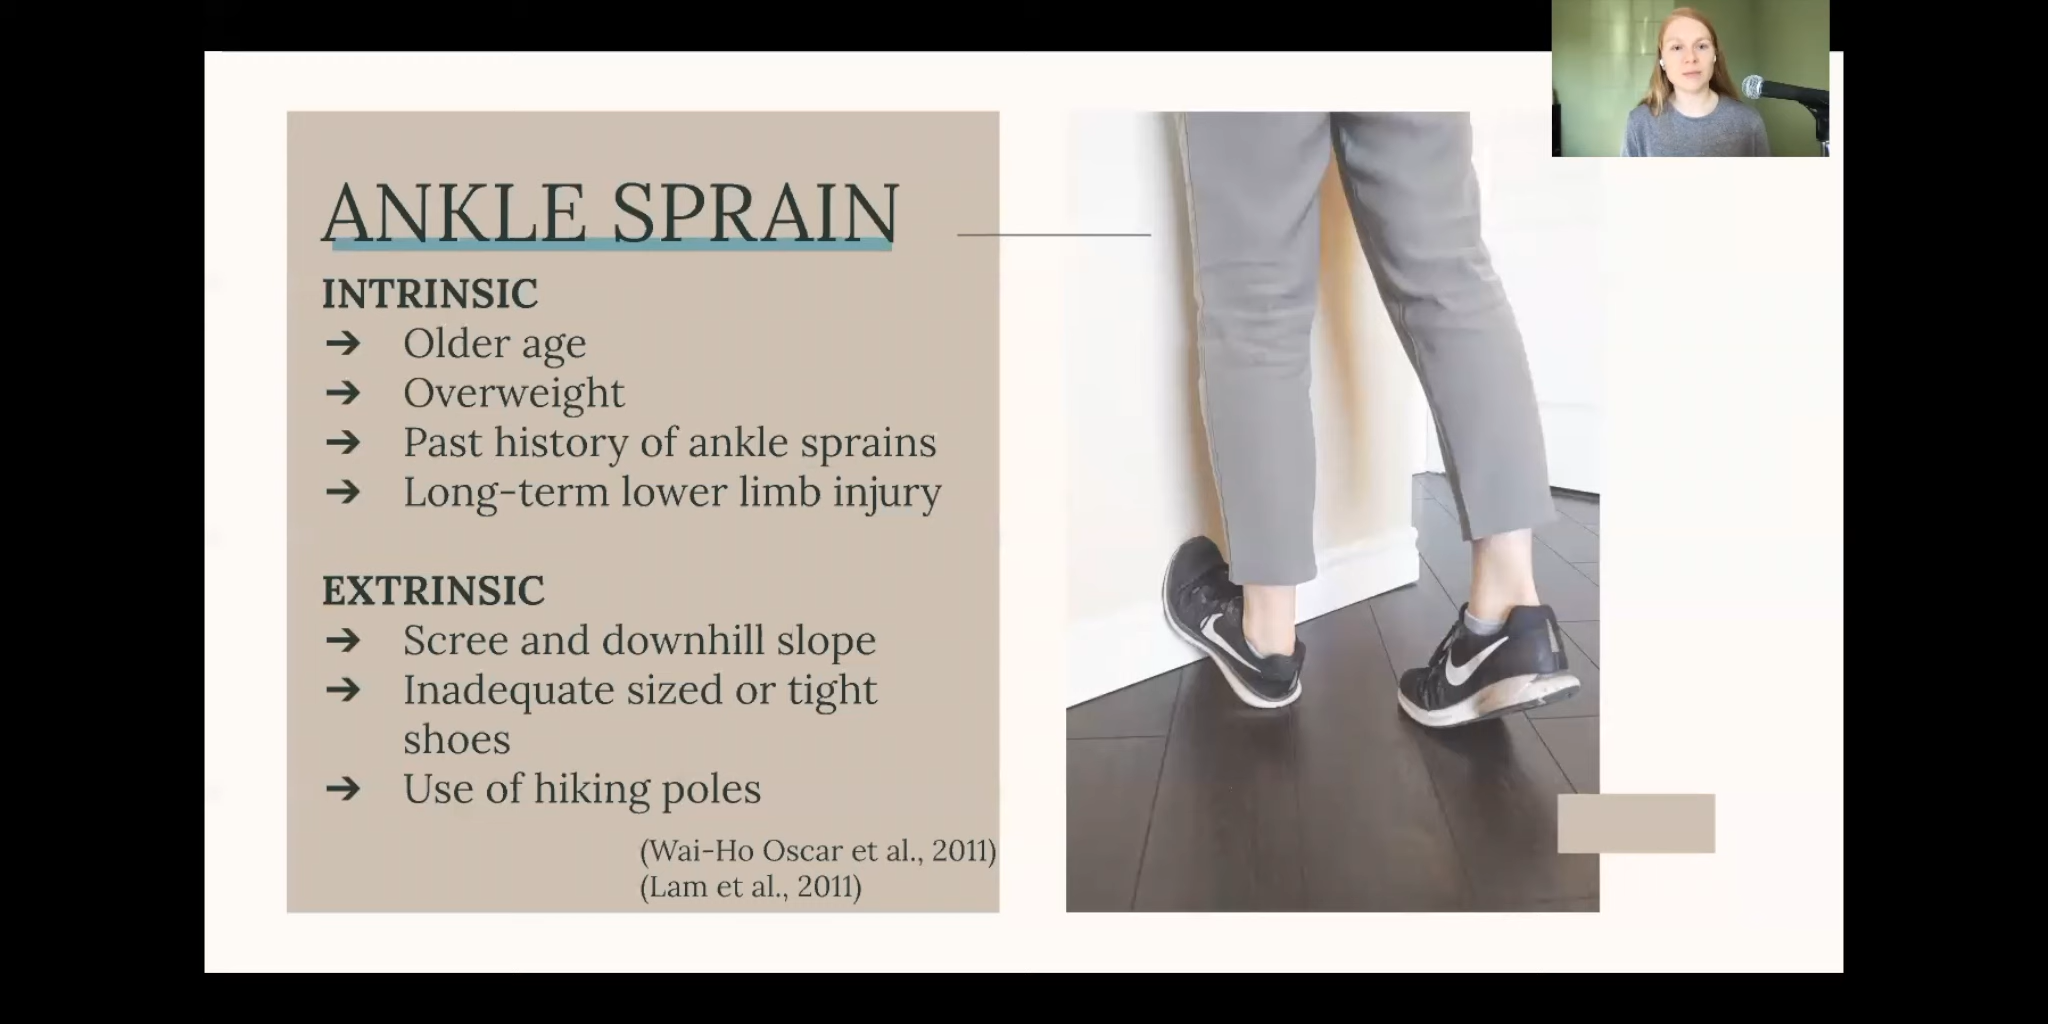 ANKLE SPRAIN
INTRINSIC
➔ Older age
➔ Overweight
➔ Past history of ankle sprains
➔ Long-term lower limb injury
EXTRINSIC
➔ Scree and downhill slope
➔ Inadequate sized or tight
shoes
➔ Use of hiking poles
(Wai-Ho Oscar et al., 2011)
(Lam et al., 2011)